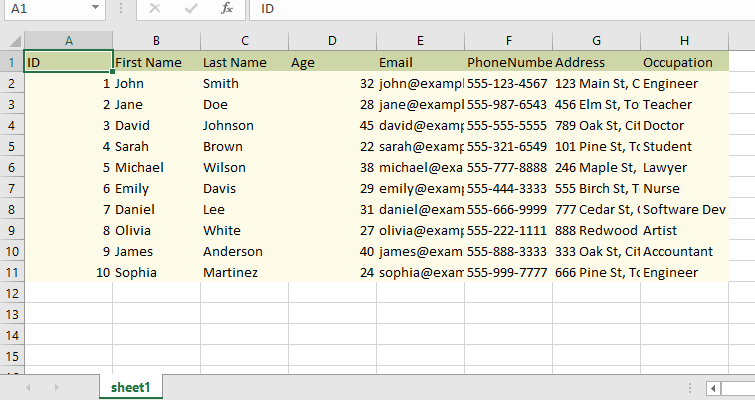 A1 fx ID
A B C D E F G H
1 ID First Name Last Name Age Email PhoneNumbe Address Occupation
2 1 John Smith 32 john@exampl 555-123-4567 123 Main St, C Engineer
3 2 Jane Doe 28 jane@examp 555-987-6543 456 Elm St, To Teacher
4 3 David Johnson 45 david@examp 555-555-5555 789 Oak St, Cit Doctor
5 4 Sarah Brown 22 sarah@examp 555-321-6549 101 Pine St, To Student
6 5 Michael Wilson 38 michael@exa 555-777-8888 246 Maple St, Lawyer
7 6 Emily Davis 29 emily@examp 555-444-3333 555 Birch St, T Nurse
8 7 Daniel Lee 31 daniel@exam 555-666-9999 777 Cedar St, Software Dev
9 8 Olivia White 27 olivia@examp 555-222-1111 888 Redwood Artist
10 9 James Anderson 40 james@exam 555-888-3333 333 Oak St, Cit Accountant
11 10 Sophia Martinez 24 sophia@exam 555-999-7777 666 Pine St, To Engineer
12
13
14
15
sheet1